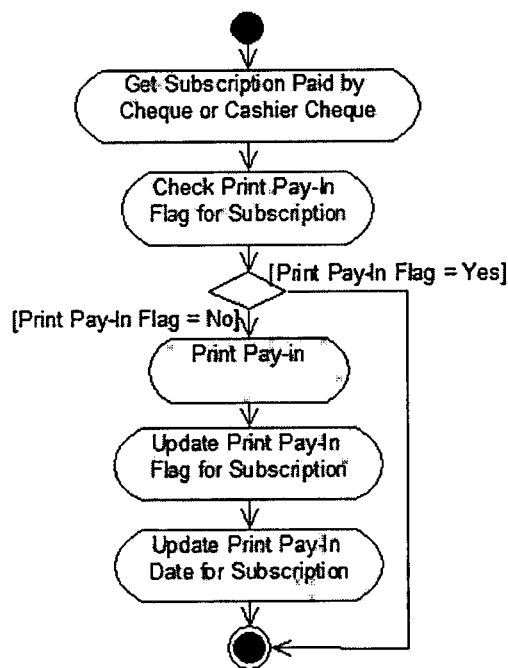 Get Subscription Paid by
Cheque or Cashier Cheque
Check Print Pay-In
Flag for Subscription
[Print Pay-In Flag = Yes]
[Print Pay-In Flag = No]
Print Pay-in
Update Print Pay-In
Flag for Subscription
Update Print Pay-In
Date for Subscription